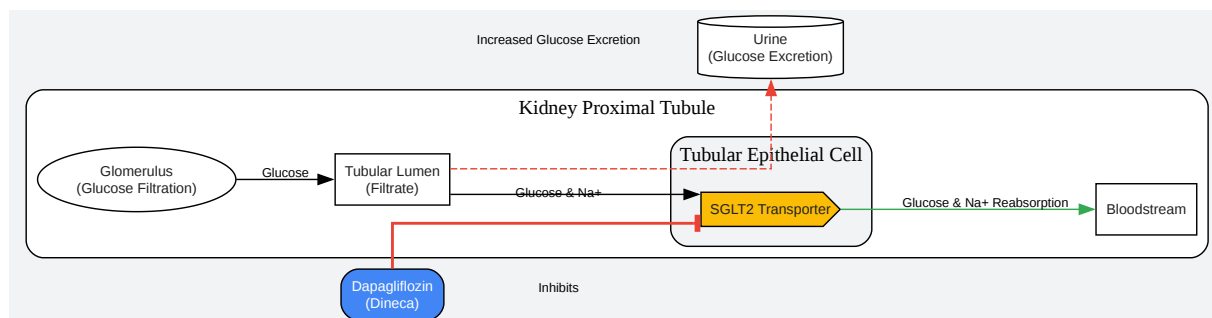 Increased Glucose Excretion
Urine
(Glucose Excretion)
Kidney Proximal Tubule
Tubular Epithelial Cell
Glomerulus
(Glucose Filtration)
Glucose
Tubular Lumen
(Filtrate)
Glucose & Na+
SGLT2 Transporter
Glucose & Na+ Reabsorption
Bloodstream
Dapagliflozin
(Dineca)
Inhibits